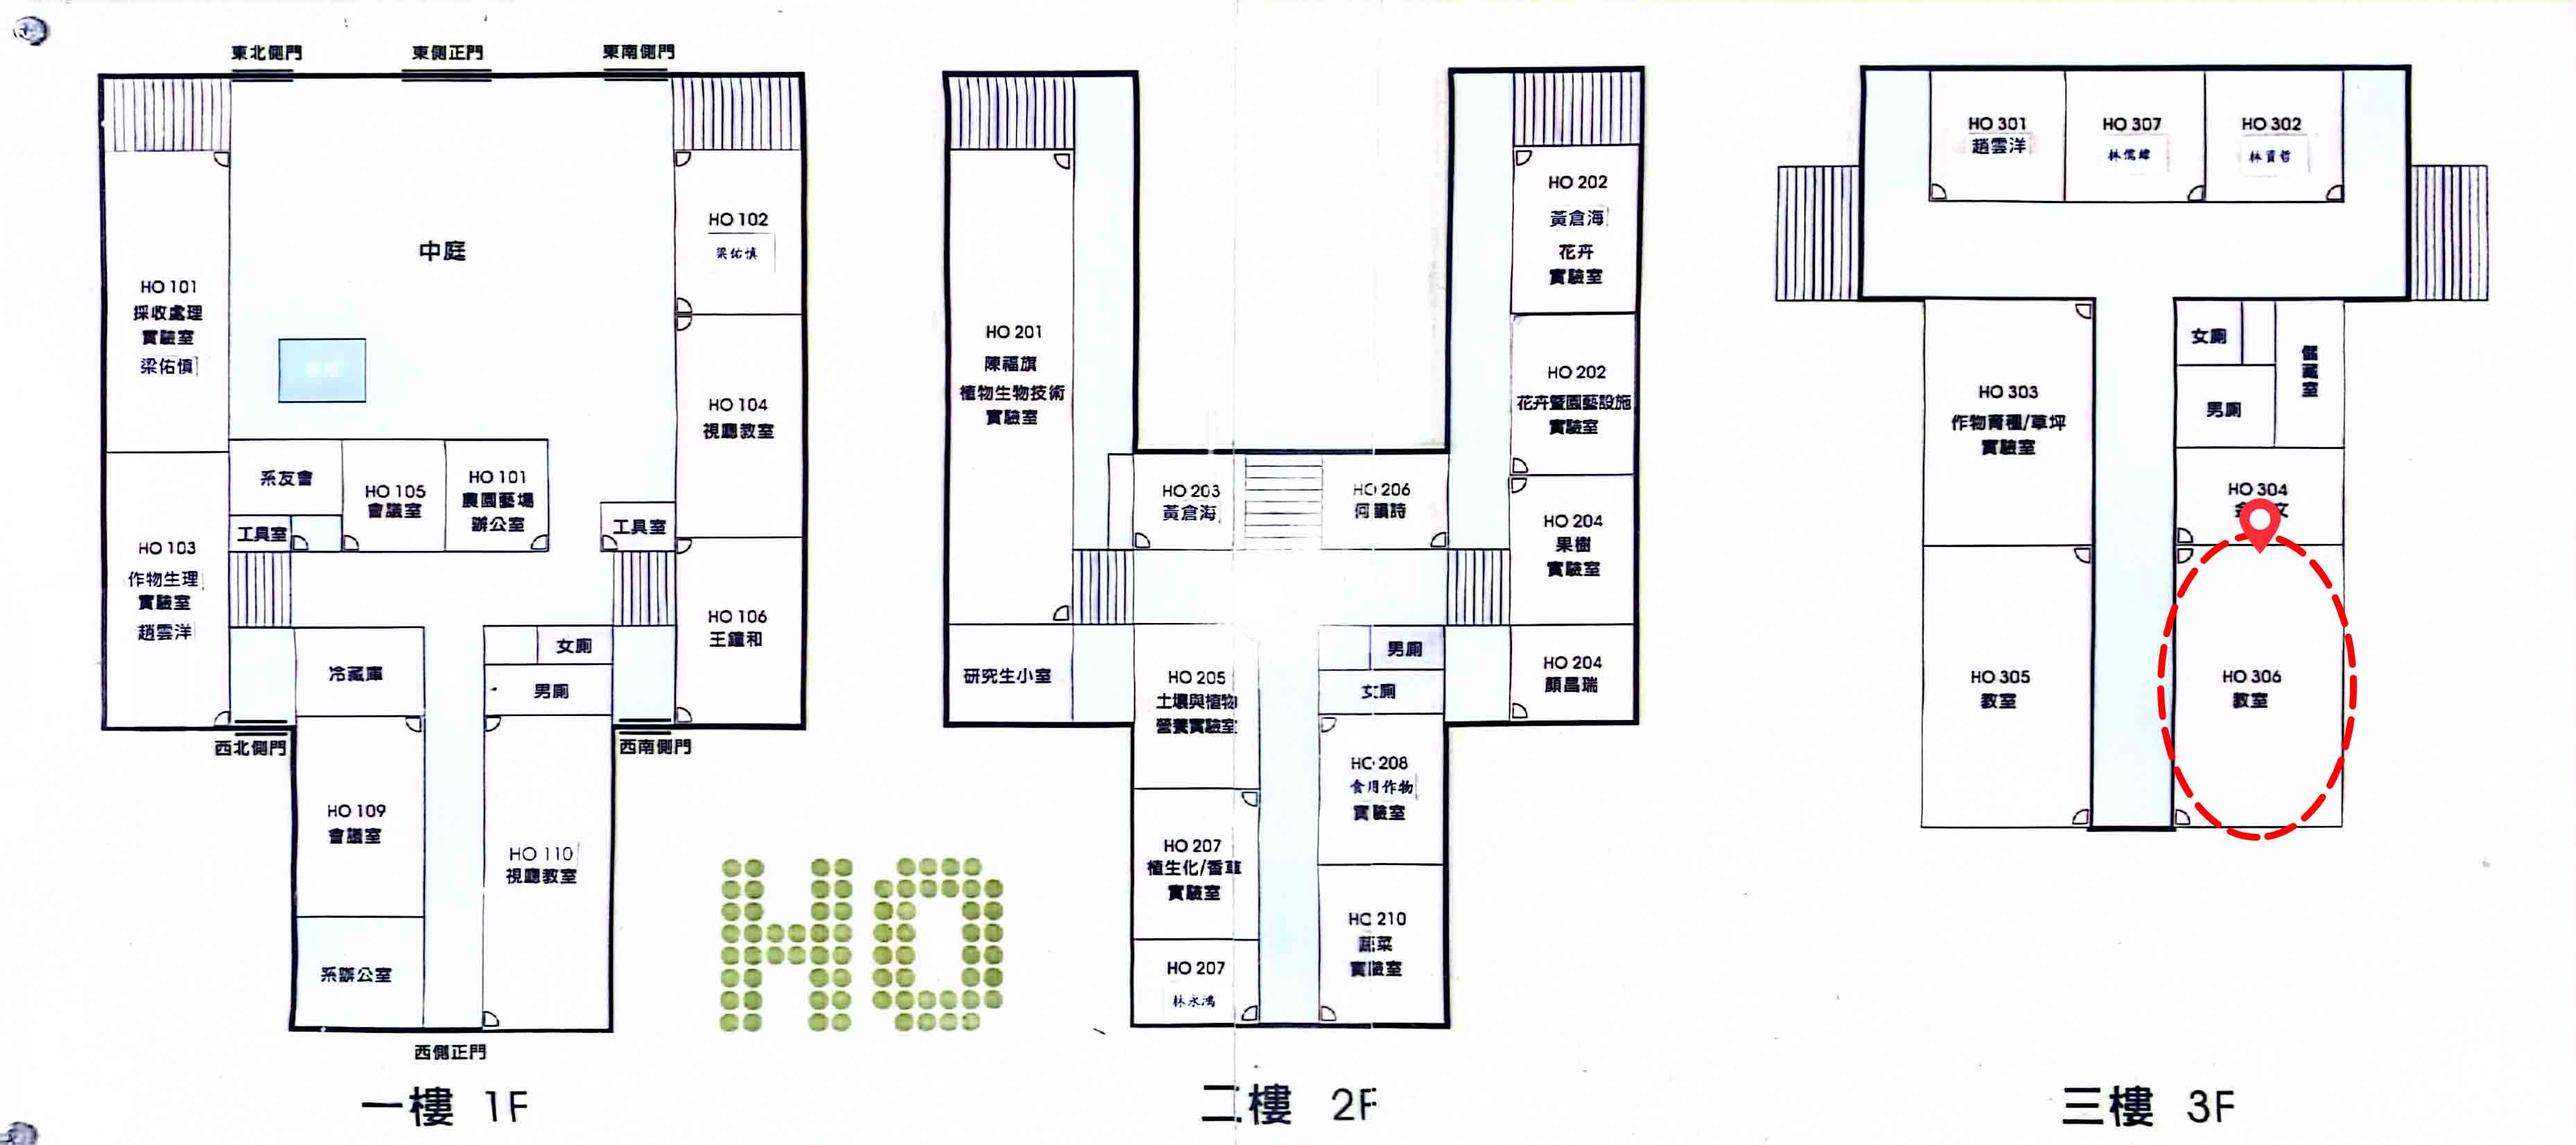 東北側門
東側正門
東南側門
HO 101
採收處理
實驗室
梁佑慎
中庭
HO 102
梁佑慎
HO 104
視聽教室
系友會
工具室
HO 105
會議室
HO 101
農園藝場
辦公室
工具室
HO 103
作物生理
實驗室
趙雲洋
HO 106
王鐘和
冷藏庫
女廁
男廁
西北側門
西南側門
HO 109
會議室
HO 110
視聽教室
系辦公室
西側正門
一樓 1F
HO
HO 201
陳福旗
植物生物技術
實驗室
HO 202
黃倉海
花卉
實驗室
HO 202
花卉暨園藝設施
實驗室
HO 203
黃倉海
HO 206
何韻詩
HO 204
果樹
實驗室
研究生小室
HO 205
土壤與植物
營養實驗室
男廁
女廁
HO 204
顏昌瑞
HO 208
食用作物
實驗室
HO 207
植生化/香草
實驗室
HO 210
蔬菜
實驗室
HO 207
林永鴻
二樓 2F
HO 301
趙雲洋
HO 307
HO 302
林資哲
HO 303
作物育種/草坪
實驗室
女廁
男廁
儲藏室
HO 304
HO 305
教室
HO 306
教室
三樓 3F